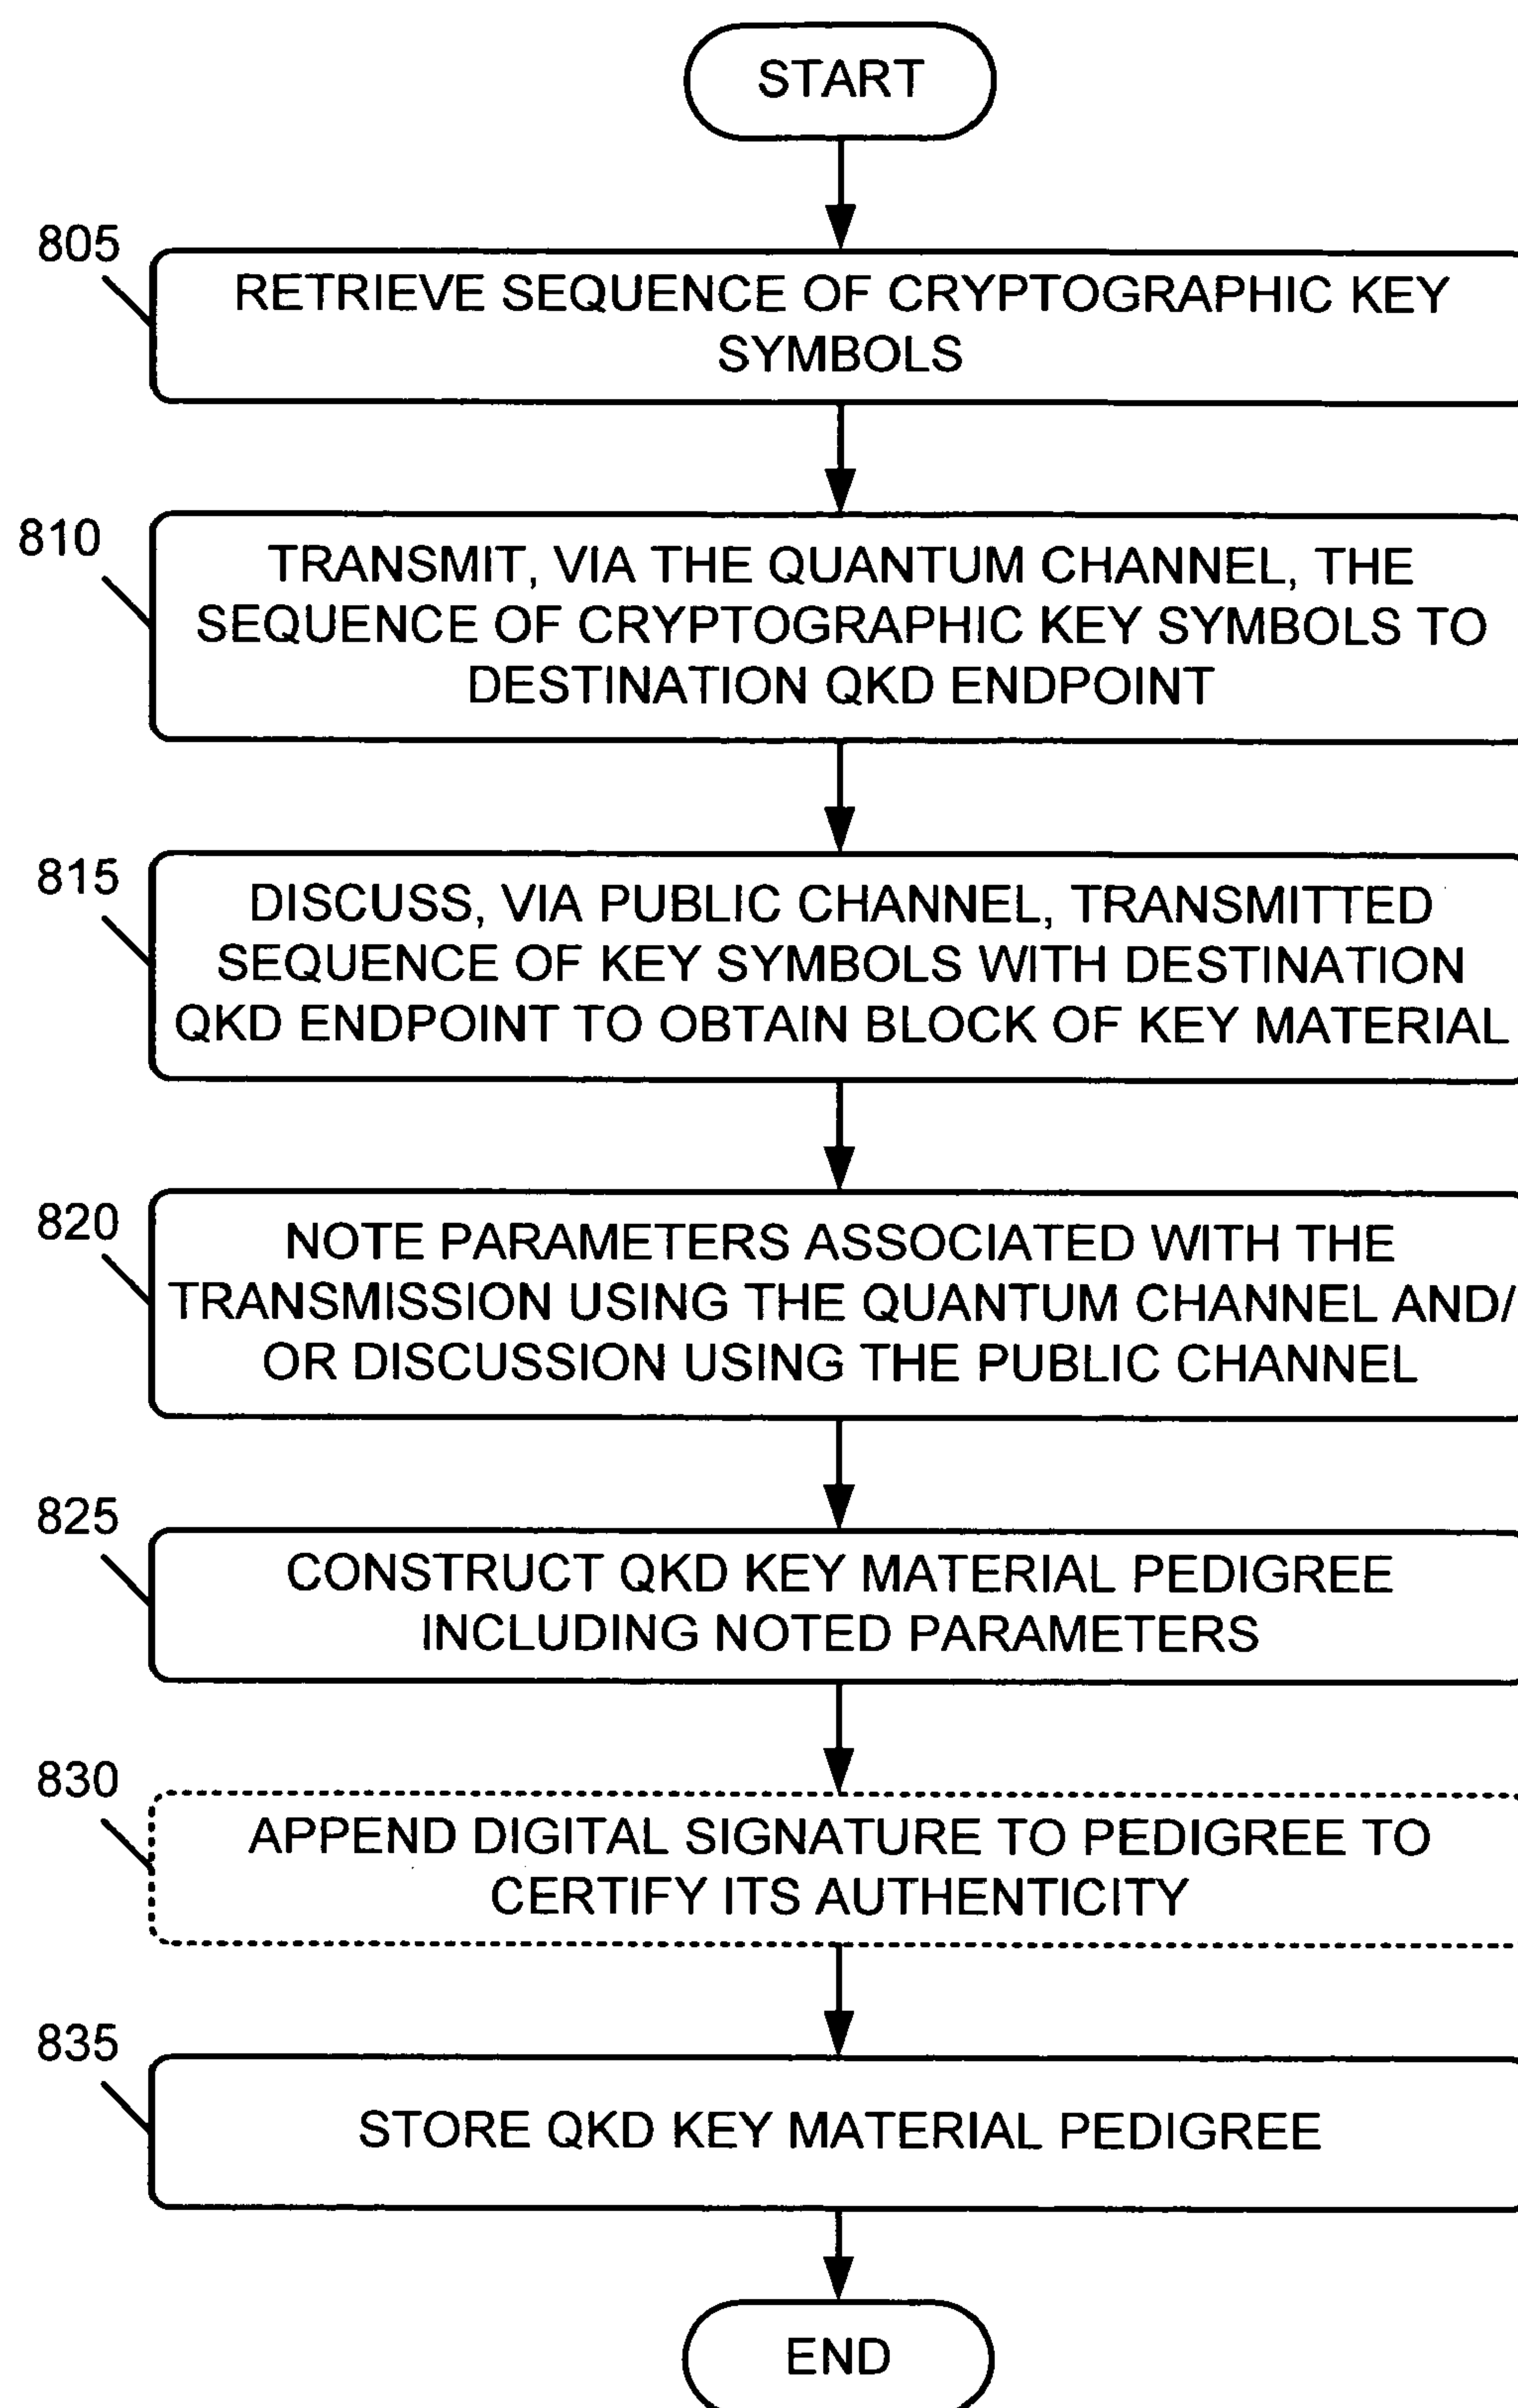 START
805
RETRIEVE SEQUENCE OF CRYPTOGRAPHIC KEY
SYMBOLS
810
TRANSMIT, VIA THE QUANTUM CHANNEL, THE
SEQUENCE OF CRYPTOGRAPHIC KEY SYMBOLS TO
DESTINATION QKD ENDPOINT
815
DISCUSS, VIA PUBLIC CHANNEL, TRANSMITTED
SEQUENCE OF KEY SYMBOLS WITH DESTINATION
QKD ENDPOINT TO OBTAIN BLOCK OF KEY MATERIAL
820
NOTE PARAMETERS ASSOCIATED WITH THE
TRANSMISSION USING THE QUANTUM CHANNEL AND/
OR DISCUSSION USING THE PUBLIC CHANNEL
825
CONSTRUCT QKD KEY MATERIAL PEDIGREE
INCLUDING NOTED PARAMETERS
830
APPEND DIGITAL SIGNATURE TO PEDIGREE TO
CERTIFY ITS AUTHENTICITY
835
STORE QKD KEY MATERIAL PEDIGREE
END